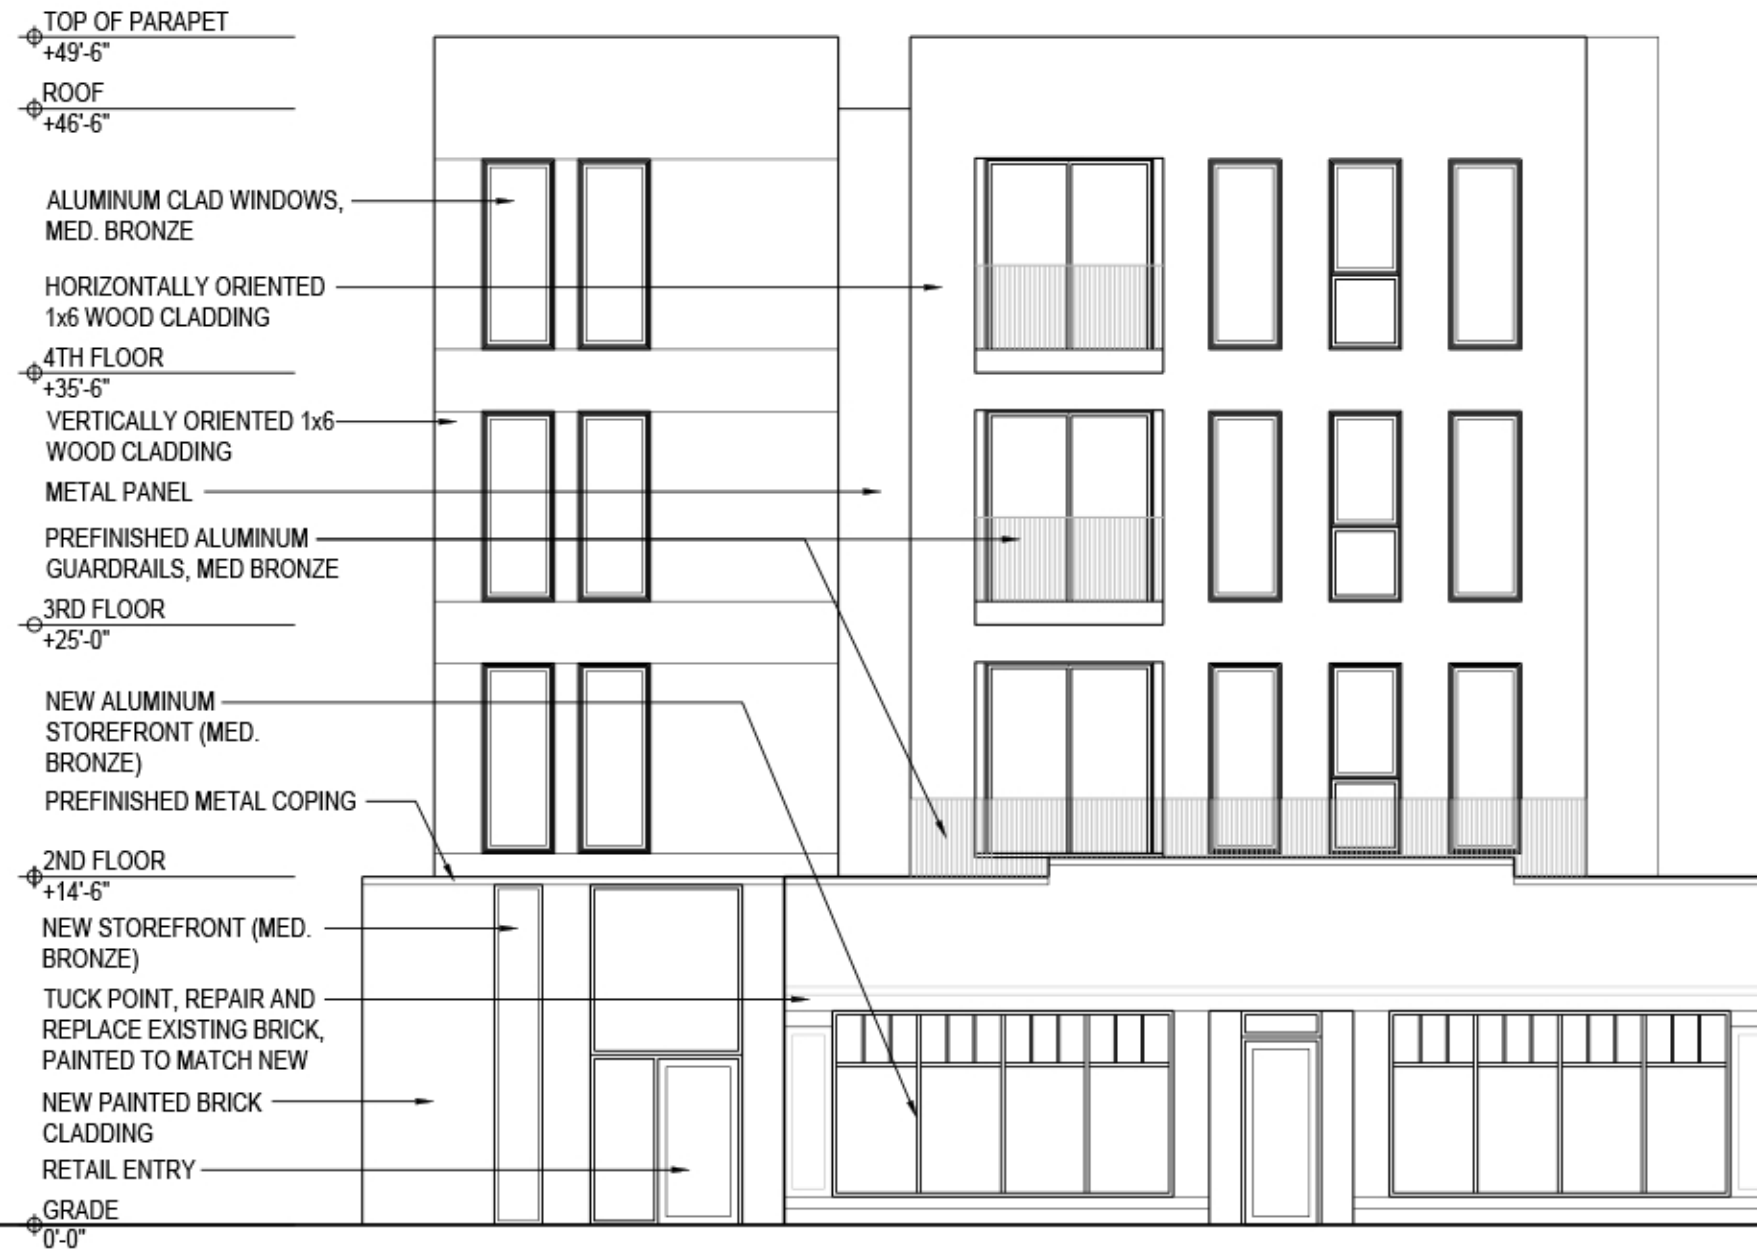 TOP OF PARAPET
+49'-6"
ROOF
+46'-6"
ALUMINUM CLAD WINDOWS,
MED. BRONZE
HORIZONTALLY ORIENTED
1x6 WOOD CLADDING
4TH FLOOR
+35'-6"
VERTICALLY ORIENTED 1x6
WOOD CLADDING
METAL PANEL
PREFINISHED ALUMINUM
GUARDRAILS, MED BRONZE
3RD FLOOR
+25'-0"
NEW ALUMINUM
STOREFRONT (MED.
BRONZE)
PREFINISHED METAL COPING
2ND FLOOR
+14'-6"
NEW STOREFRONT (MED.
BRONZE)
TUCK POINT, REPAIR AND
REPLACE EXISTING BRICK,
PAINTED TO MATCH NEW
NEW PAINTED BRICK
CLADDING
RETAIL ENTRY
GRADE
0'-0"